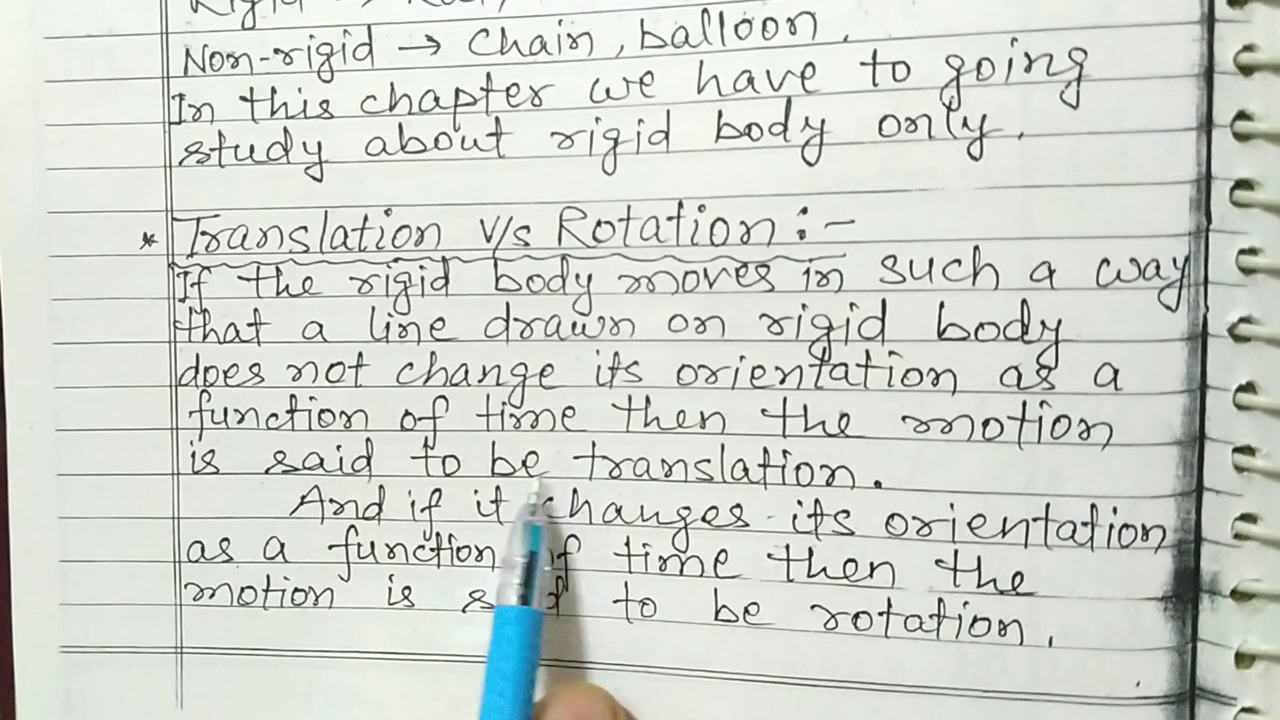 Rigid →
Non-rigid → chain, balloon.
In this chapter we have to going
study about rigid body only.
* Translation v/s Rotation :-
If the rigid body moves in such a way
that a line drawn on rigid body
does not change its orientation as a
function of time then the motion
is said to be translation.
And if it changes its orientation
as a function of time then the
motion is said to be rotation.